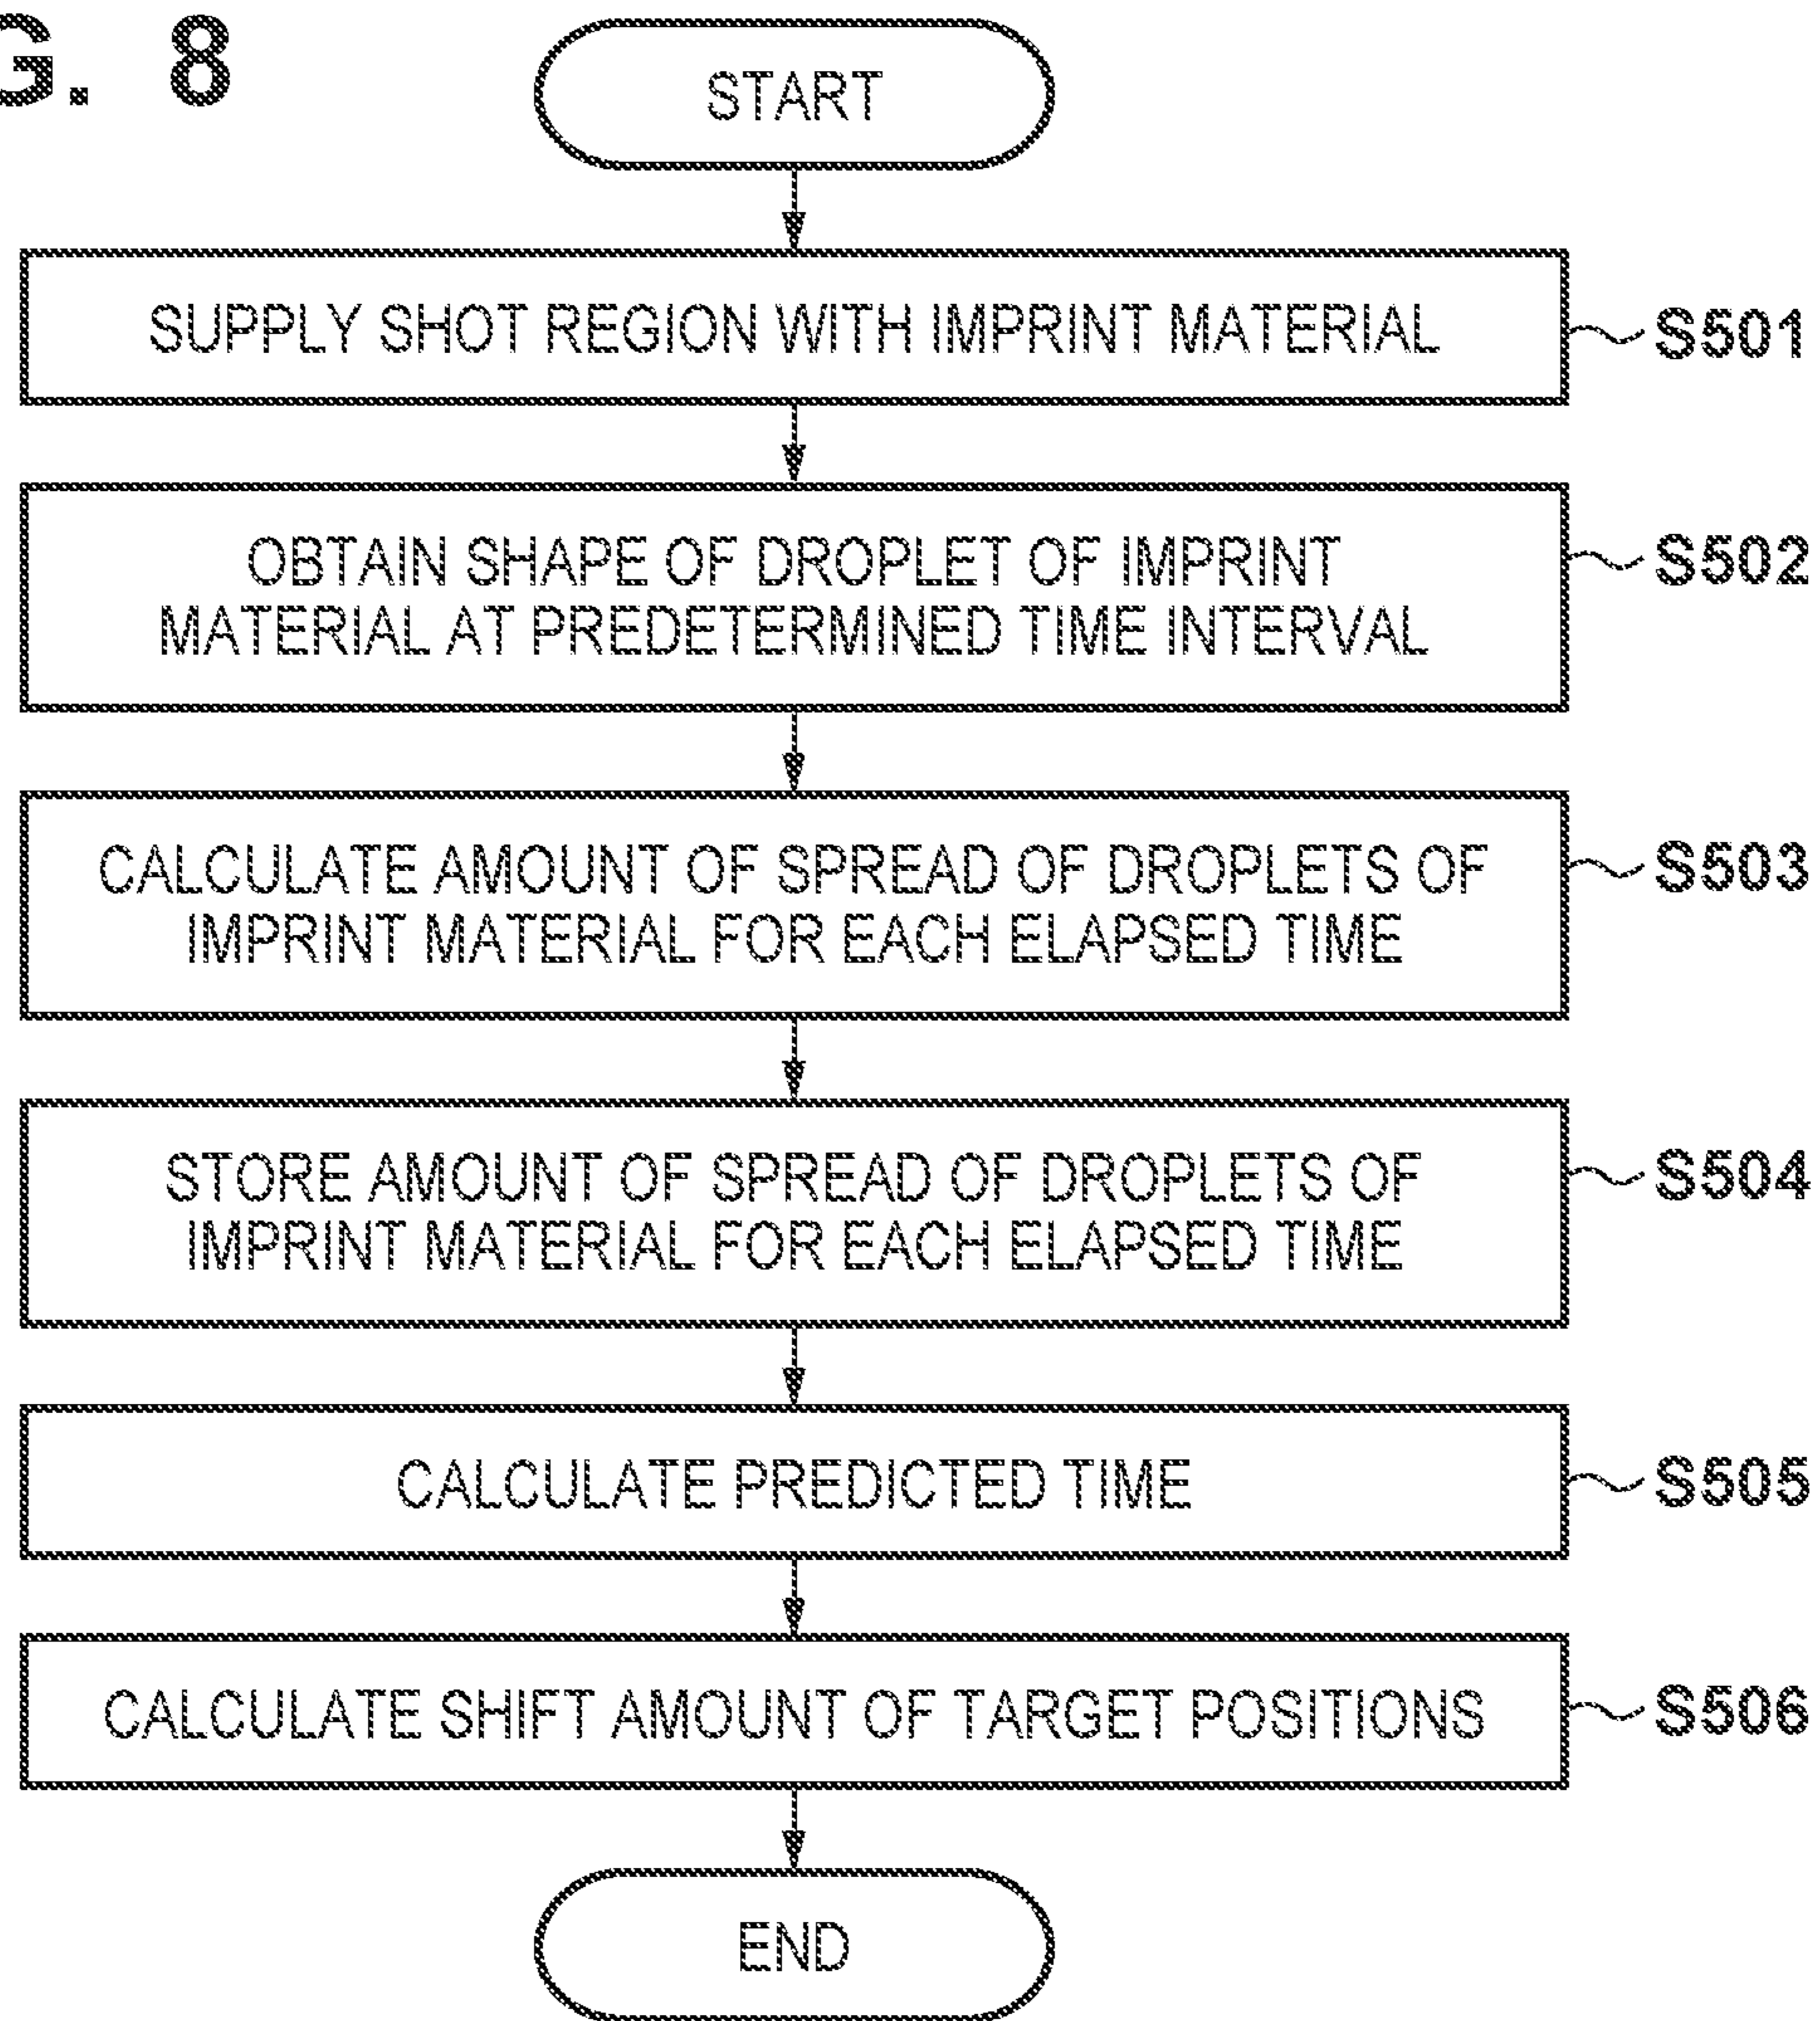 G. 8
START
SUPPLY SHOT REGION WITH IMPRINT MATERIAL
S501
OBTAIN SHAPE OF DROPLET OF IMPRINT
MATERIAL AT PREDETERMINED TIME INTERVAL
S502
CALCULATE AMOUNT OF SPREAD OF DROPLETS OF
IMPRINT MATERIAL FOR EACH ELAPSED TIME
S503
STORE AMOUNT OF SPREAD OF DROPLETS OF
IMPRINT MATERIAL FOR EACH ELAPSED TIME
S504
CALCULATE PREDICTED TIME
S505
CALCULATE SHIFT AMOUNT OF TARGET POSITIONS
S506
END